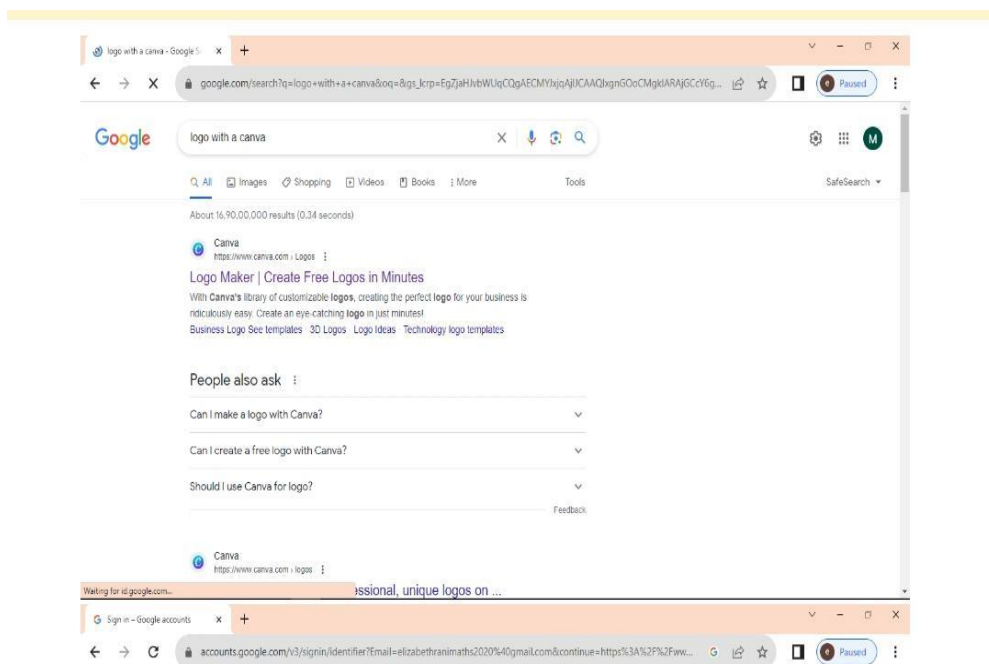 logo with a canva - Google S
google.com/search?q=logo+with+a+canva&oq=&gs_lcrp=EgZjaHJvbWUqCQgAECMYIxjqAjIJCAAQIxgnGOoCMgkIARAjGCcY6g...
e Paused
Google logo with a canva
M
All Images Shopping Videos Books More Tools SafeSearch
About 16,90,00,000 results (0.34 seconds)
Canva
https://www.canva.com › Logos
Logo Maker | Create Free Logos in Minutes
With Canva's library of customizable logos, creating the perfect logo for your business is
ridiculously easy. Create an eye-catching logo in just minutes!
Business Logo See templates 3D Logos Logo Ideas Technology logo templates
People also ask
Can I make a logo with Canva?
Can I create a free logo with Canva?
Should I use Canva for logo?
Feedback
Canva
https://www.canva.com › logos
essional, unique logos on ...
Waiting for id.google.com...
Sign in – Google accounts
accounts.google.com/v3/signin/identifier?Email=elizabethranimaths2020%40gmail.com&continue=https%3A%2F%2Fww...
e Paused